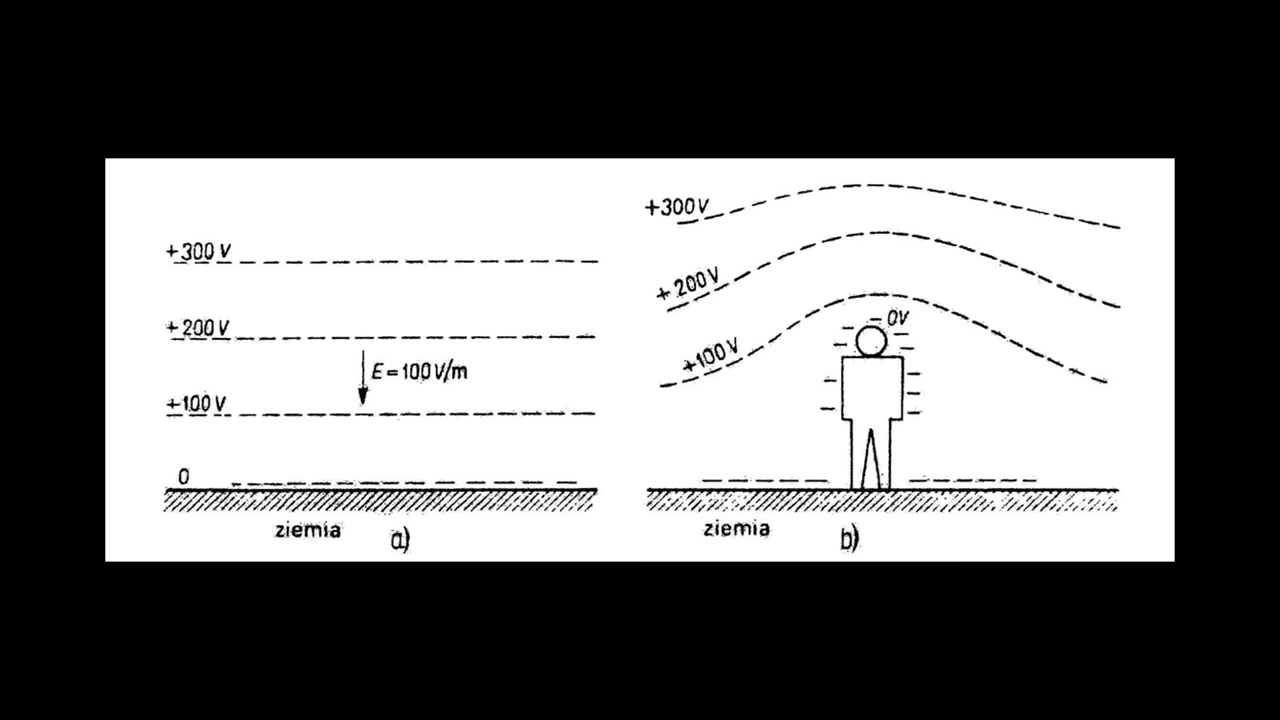 +300 V
+200 V
E = 100 V/m
+100 V
0
ziemia
a)
+300 V
+200 V
+100 V
0V
ziemia
b)